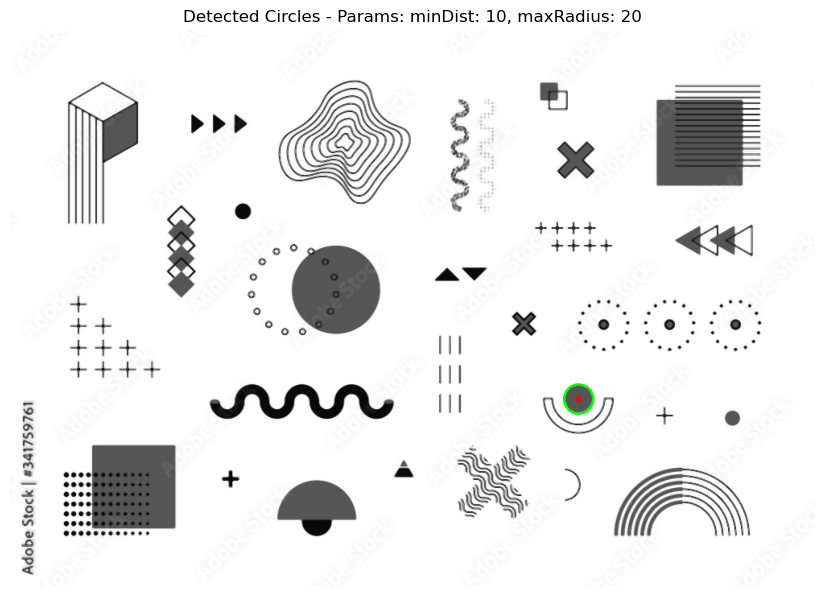 Detected Circles - Params: minDist: 10, maxRadius: 20
Adobe Stock | #341759761